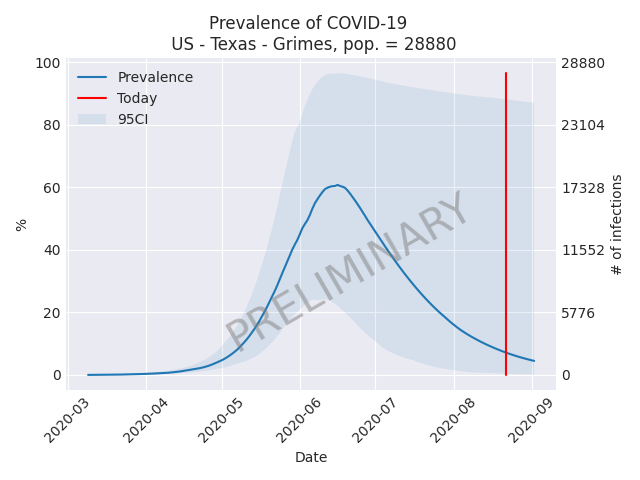 Prevalence of COVID-19
US - Texas - Grimes, pop. = 28880
Prevalence
Today
95CI
100
80
60
40
20
0
%
28880
23104
17328
11552
5776
0
# of infections
PRELIMINARY
2020-03
2020-04
2020-05
2020-06
2020-07
2020-08
2020-09
Date